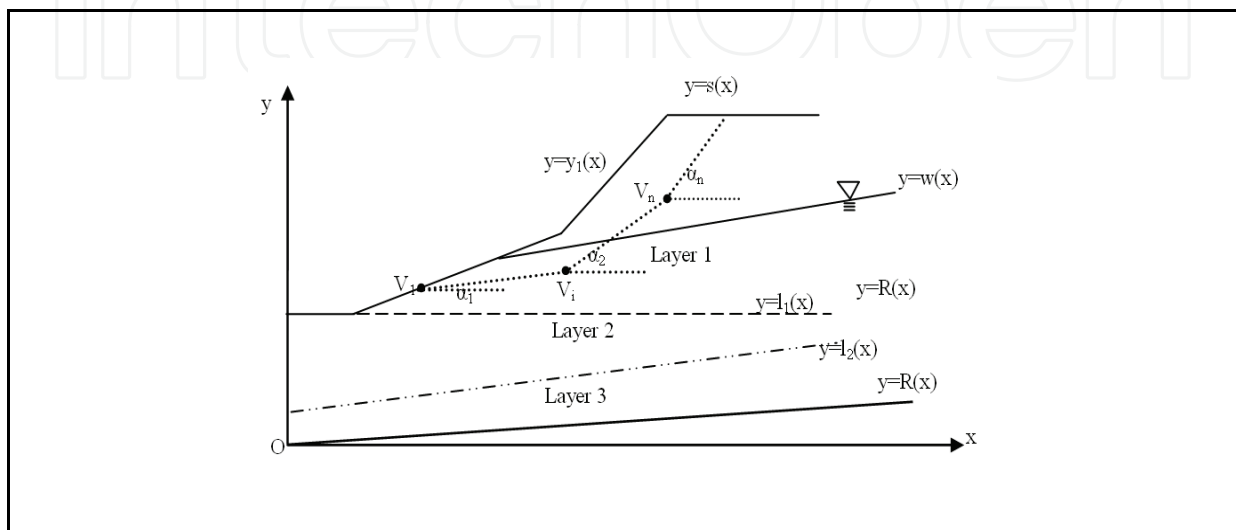 IntechOpen
y
y=s(x)
y=y₁(x)
αₙ
Vₙ
y=w(x)
Layer 1
α₂
V₁
α₁
Vᵢ
y=R(x)
y=l₁(x)
Layer 2
y=l₂(x)
y=R(x)
Layer 3
O
x